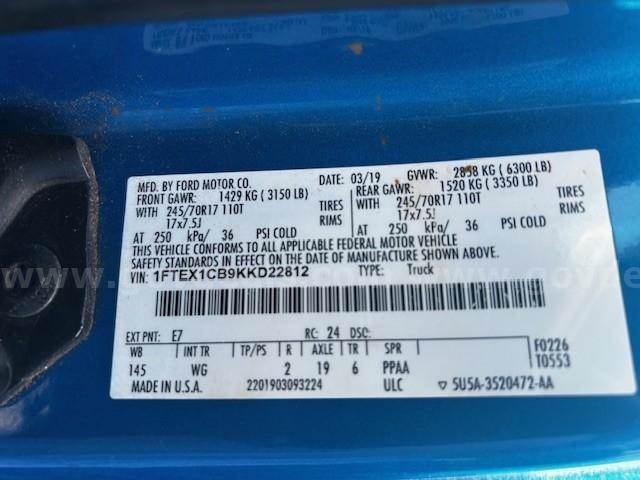 MFD. BY FORD MOTOR CO. DATE: 03/19 GVWR: 2858 KG ( 6300 LB)
FRONT GAWR: 1429 KG ( 3150 LB) REAR GAWR: 1520 KG ( 3350 LB)
WITH 245/70R17 110T TIRES WITH 245/70R17 110T TIRES
17x7.5J RIMS 17x7.5J RIMS
AT 250 kPa/ 36 PSI COLD AT 250 kPa/ 36 PSI COLD
THIS VEHICLE CONFORMS TO ALL APPLICABLE FEDERAL MOTOR VEHICLE
SAFETY STANDARDS IN EFFECT ON THE DATE OF MANUFACTURE SHOWN ABOVE.
VIN: 1FTEX1CB9KKD22812 TYPE: Truck
EXT PNT: E7 RC: 24 DSO: F0226
WB INT TR TP/PS R AXLE TR SPR T0553
145 WG 2 19 6 PPAA
MADE IN U.S.A. 2201903093224 ULC ▽ 5U5A-3520472-AA